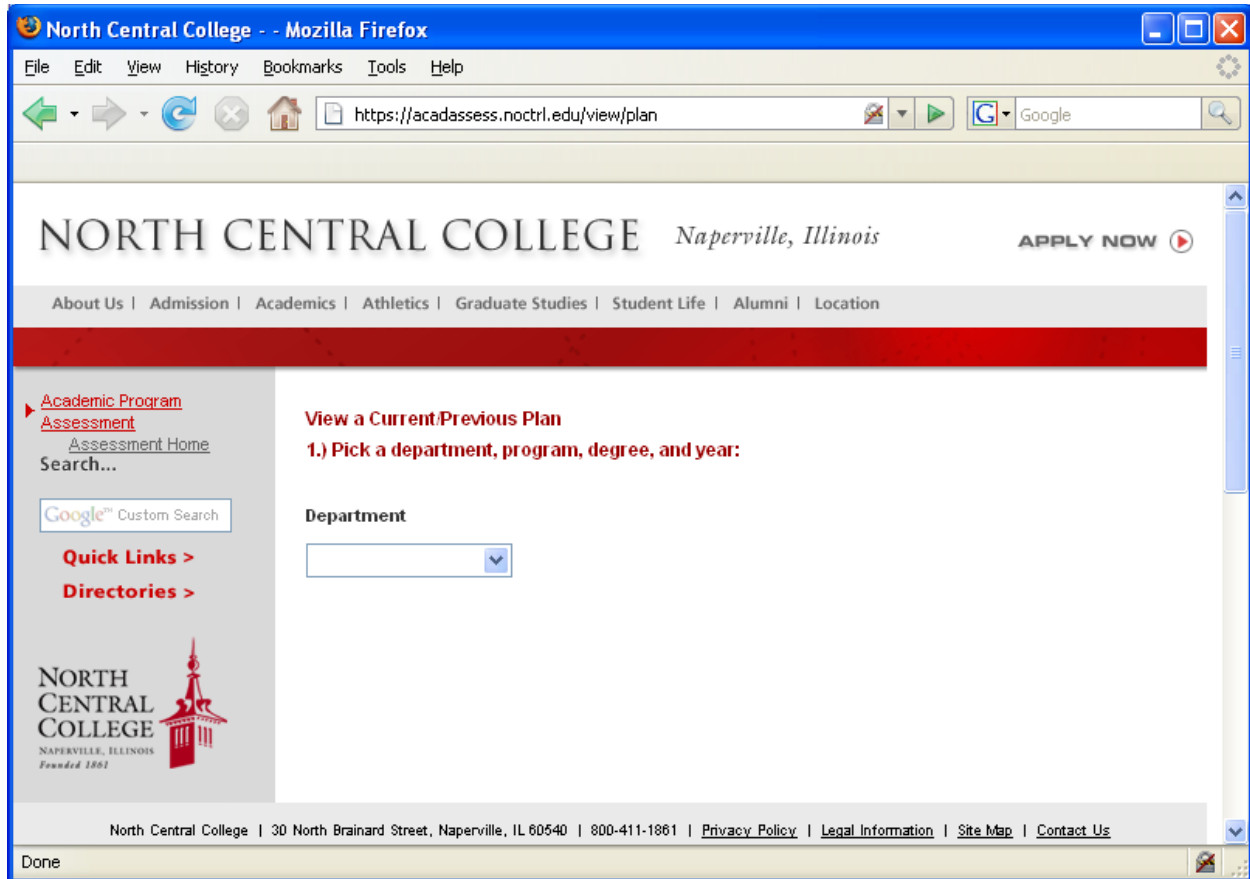 North Central College - - Mozilla Firefox
File Edit View History Bookmarks Tools Help
https://acadassess.noctrl.edu/view/plan G Google
NORTH CENTRAL COLLEGE Naperville, Illinois APPLY NOW
About Us | Admission | Academics | Athletics | Graduate Studies | Student Life | Alumni | Location
Academic Program
Assessment
Assessment Home
Search...
Google™ Custom Search
Quick Links >
Directories >
NORTH
CENTRAL
COLLEGE
NAPERVILLE, ILLINOIS
Founded 1861
View a Current/Previous Plan
1.) Pick a department, program, degree, and year:
Department
North Central College | 30 North Brainard Street, Naperville, IL 60540 | 800-411-1861 | Privacy Policy | Legal Information | Site Map | Contact Us
Done